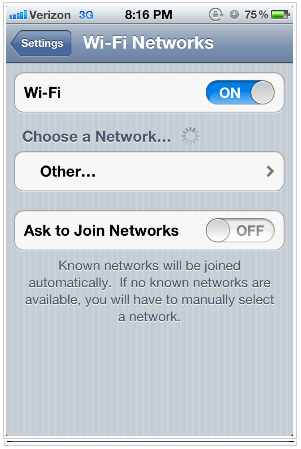 Verizon 3G 8:16 PM 75%
Settings Wi-Fi Networks
Wi-Fi ON
Choose a Network...
Other...
Ask to Join Networks OFF
Known networks will be joined
automatically. If no known networks are
available, you will have to manually select
a network.